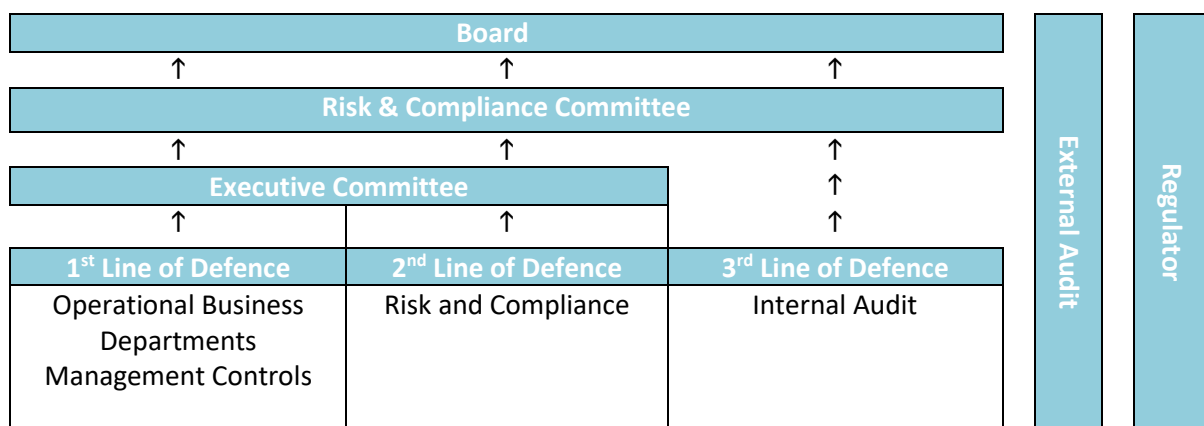 Board
↑ ↑ ↑
Risk & Compliance Committee
↑ ↑ ↑
Executive Committee
↑
↑ ↑ ↑
1st Line of Defence
2nd Line of Defence
3rd Line of Defence
Operational Business
Departments
Management Controls
Risk and Compliance
Internal Audit
External Audit
Regulator